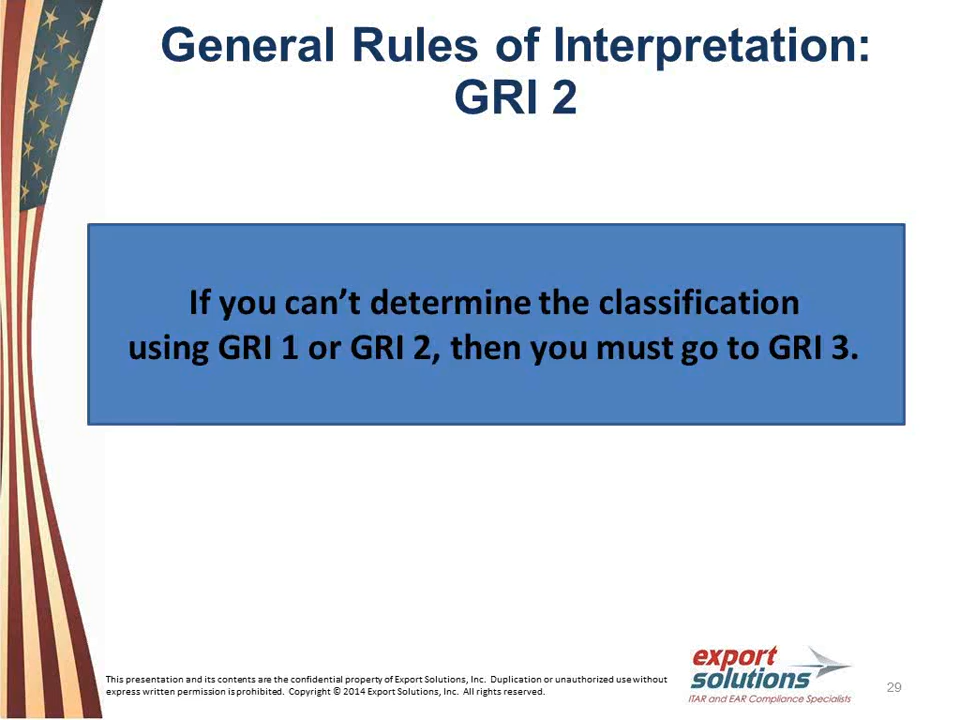 General Rules of Interpretation:
GRI 2
If you can’t determine the classification
using GRI 1 or GRI 2, then you must go to GRI 3.
This presentation and its contents are the confidential property of Export Solutions, Inc. Duplication or unauthorized use without
express written permission is prohibited. Copyright © 2014 Export Solutions, Inc. All rights reserved.
export
solutions
ITAR and EAR Compliance Specialists
29